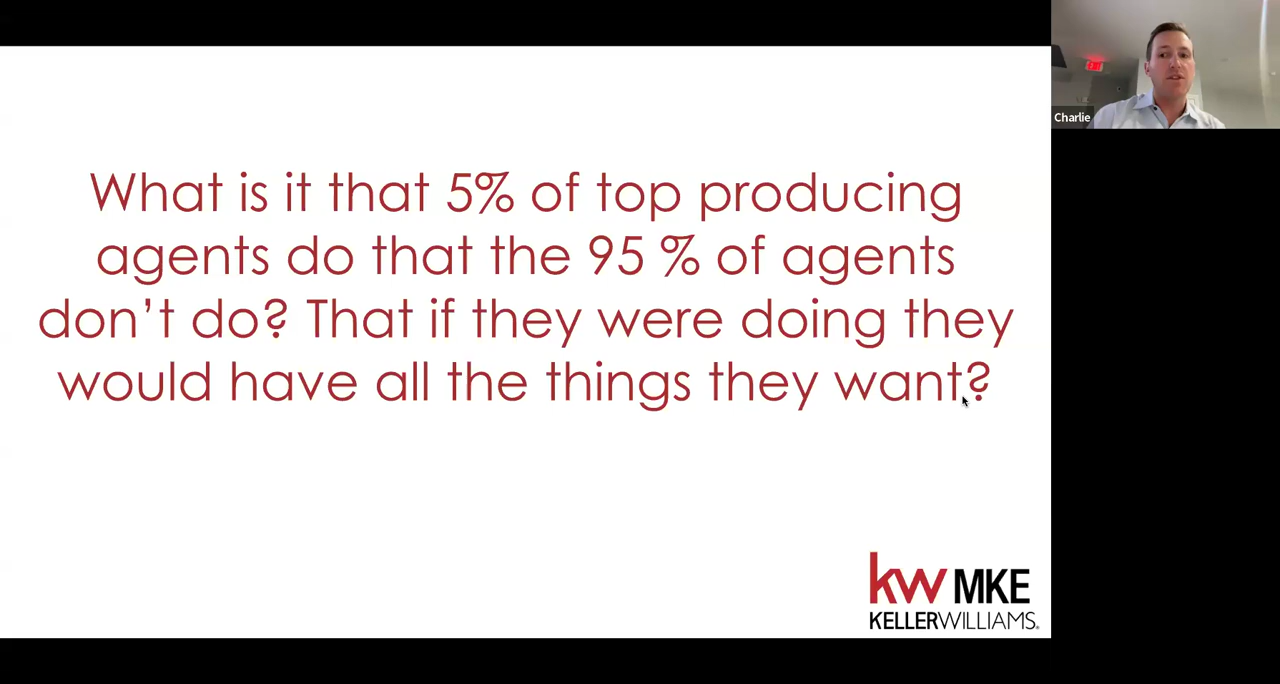 What is it that 5% of top producing
agents do that the 95 % of agents
don’t do? That if they were doing they
would have all the things they want?
Charlie
kw MKE
KELLERWILLIAMS.